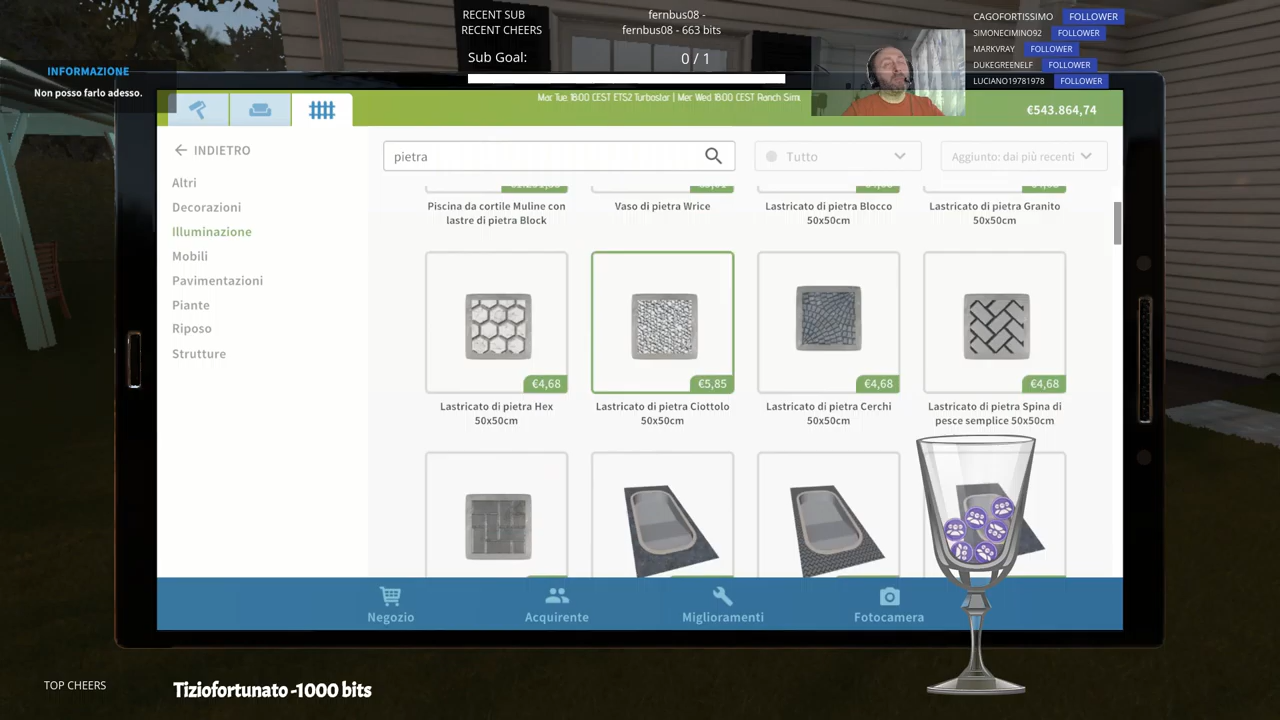 RECENT SUB
fernbus08 -
RECENT CHEERS
fernbus08 - 663 bits
Sub Goal:
0 / 1
CAGOFORTISSIMO FOLLOWER
SIMONECIMINO92 FOLLOWER
MARKVRAY FOLLOWER
DUKEGREENELF FOLLOWER
LUCIANO19781978 FOLLOWER
INFORMAZIONE
Non posso farlo adesso.
Mar Tue 18:00 CEST ETS2 Turbostar | Mer Wed 18:00 CEST Ranch Simu
€543.864,74
INDIETRO
pietra
Tutto
Aggiunto: dai più recenti
Altri
Decorazioni
Illuminazione
Mobili
Pavimentazioni
Piante
Riposo
Strutture
Piscina da cortile Muline con
lastre di pietra Block
Vaso di pietra Wrice
Lastricato di pietra Blocco
50x50cm
Lastricato di pietra Granito
50x50cm
€4,68
€5,85
€4,68
€4,68
Lastricato di pietra Hex
50x50cm
Lastricato di pietra Ciottolo
50x50cm
Lastricato di pietra Cerchi
50x50cm
Lastricato di pietra Spina di
pesce semplice 50x50cm
Negozio
Acquirente
Miglioramenti
Fotocamera
TOP CHEERS
Tiziofortunato -1000 bits